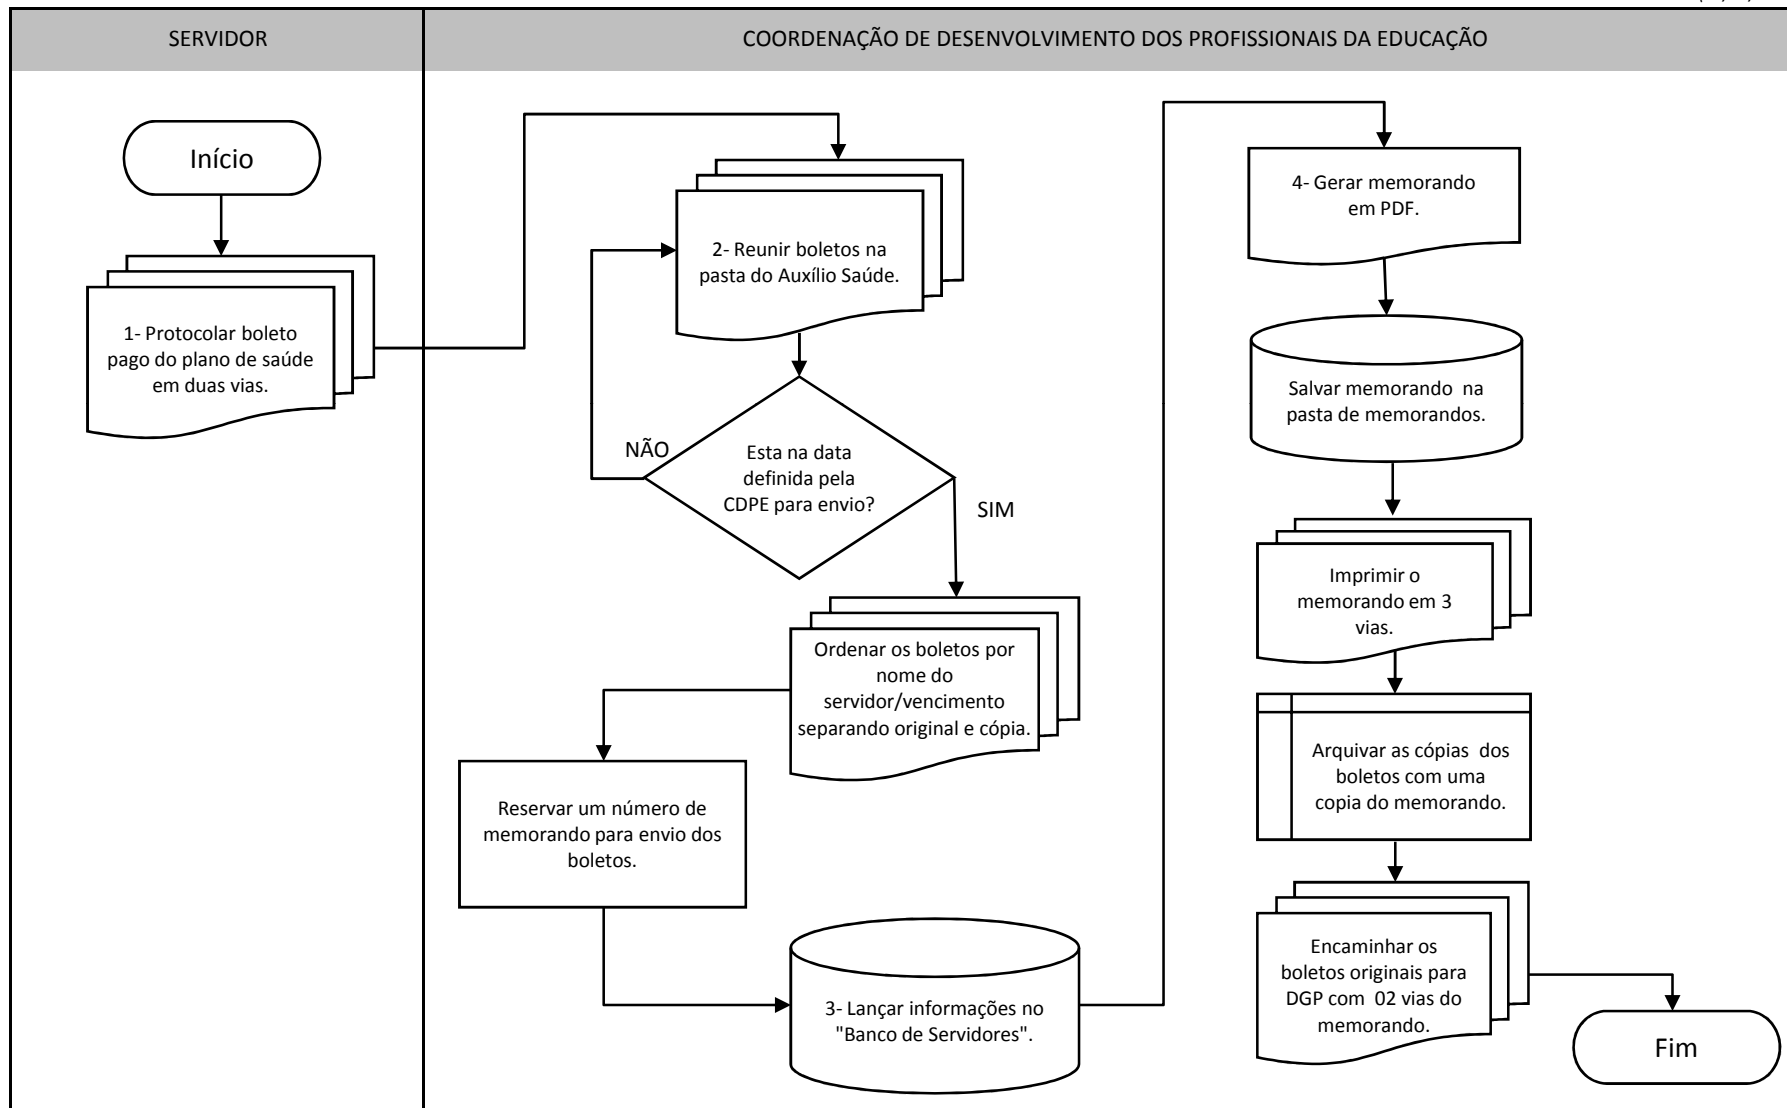 SERVIDOR
COORDENAÇÃO DE DESENVOLVIMENTO DOS PROFISSIONAIS DA EDUCAÇÃO
Início
1- Protocolar boleto
pago do plano de saúde
em duas vias.
2- Reunir boletos na
pasta do Auxílio Saúde.
NÃO
Esta na data
definida pela
CDPE para envio?
SIM
Ordenar os boletos por
nome do
servidor/vencimento
separando original e cópia.
Reservar um número de
memorando para envio dos
boletos.
3- Lançar informações no
"Banco de Servidores".
4- Gerar memorando
em PDF.
Salvar memorando na
pasta de memorandos.
Imprimir o
memorando em 3
vias.
Arquivar as cópias dos
boletos com uma
copia do memorando.
Encaminhar os
boletos originais para
DGP com 02 vias do
memorando.
Fim